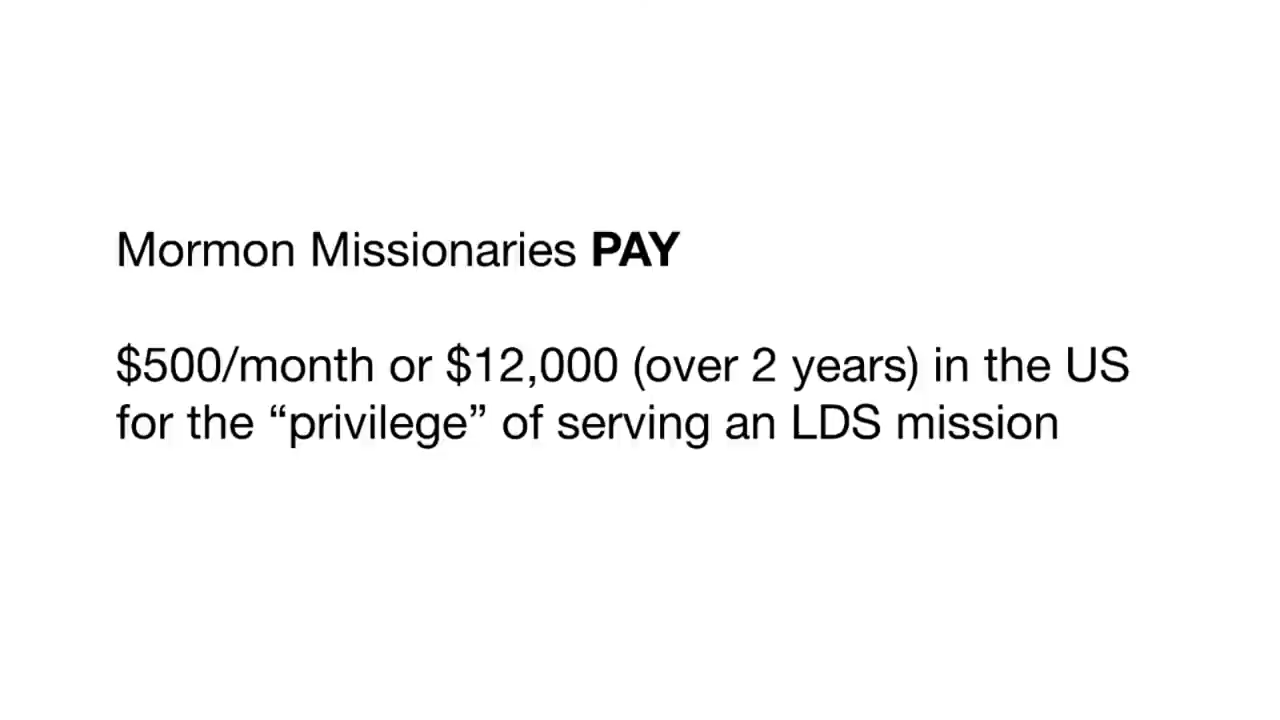 Mormon Missionaries PAY
$500/month or $12,000 (over 2 years) in the US
for the “privilege” of serving an LDS mission